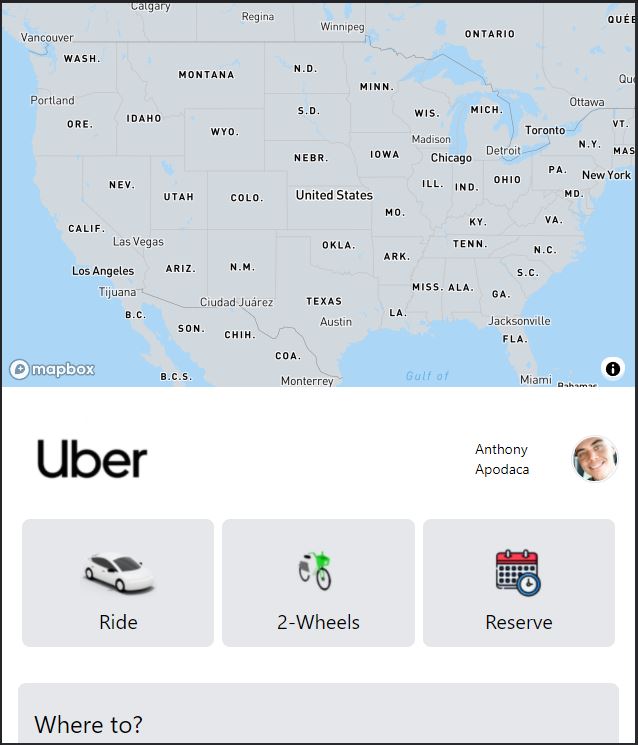 Calgary
Regina
Winnipeg
Vancouver
ONTARIO
QUÉB
WASH.
MONTANA
N.D.
MINN.
Que
Portland
Ottawa
ORE.
IDAHO
S.D.
WIS.
MICH.
VT.
WYO.
Toronto
Madison
N.Y.
Detroit
MAS
NEBR.
IOWA
Chicago
PA.
New York
NEV.
UTAH
COLO.
United States
ILL.
IND.
OHIO
MD.
MO.
KY.
VA.
CALIF.
Las Vegas
OKLA.
TENN.
N.C.
ARK.
Los Angeles
ARIZ.
N.M.
S.C.
Tijuana
Ciudad Juárez
TEXAS
MISS.
ALA.
GA.
B.C.
SON.
CHIH.
Austin
LA.
Jacksonville
FLA.
COA.
mapbox
B.C.S.
Monterrey
Gulf of
Miami
Bahamas
Uber
Anthony
Apodaca
Ride
2-Wheels
Reserve
Where to?